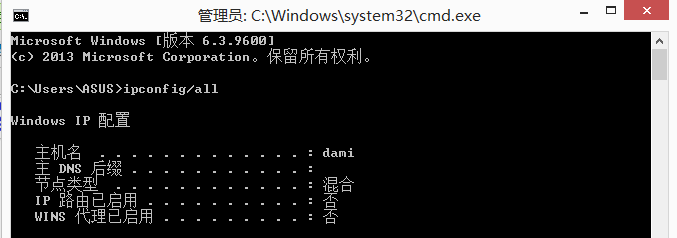 管理员: C:\Windows\system32\cmd.exe
Microsoft Windows [版本 6.3.9600]
(c) 2013 Microsoft Corporation。保留所有权利。
C:\Users\ASUS>ipconfig/all
Windows IP 配置
主机名 . . . . . . . . . . . . . : dami
主 DNS 后缀 . . . . . . . . . . . :
节点类型 . . . . . . . . . . . . : 混合
IP 路由已启用 . . . . . . . . . . : 否
WINS 代理已启用 . . . . . . . . . : 否